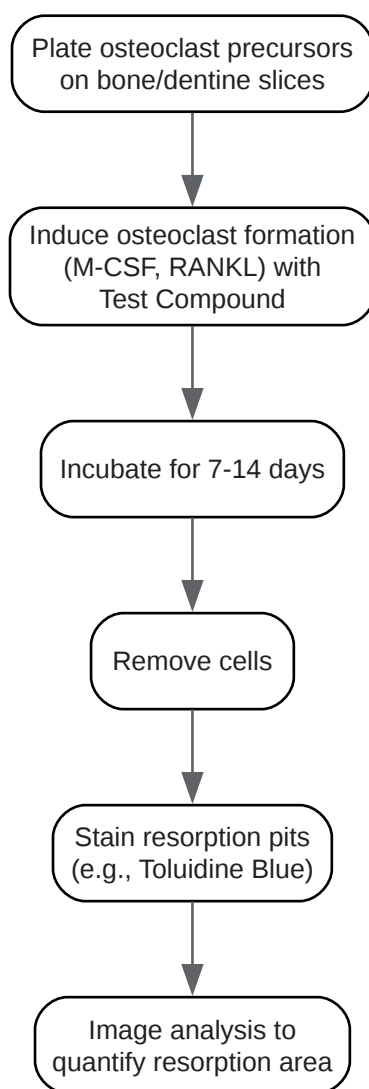 Plate osteoclast precursors
on bone/dentine slices
Induce osteoclast formation
(M-CSF, RANKL) with
Test Compound
Incubate for 7-14 days
Remove cells
Stain resorption pits
(e.g., Toluidine Blue)
Image analysis to
quantify resorption area